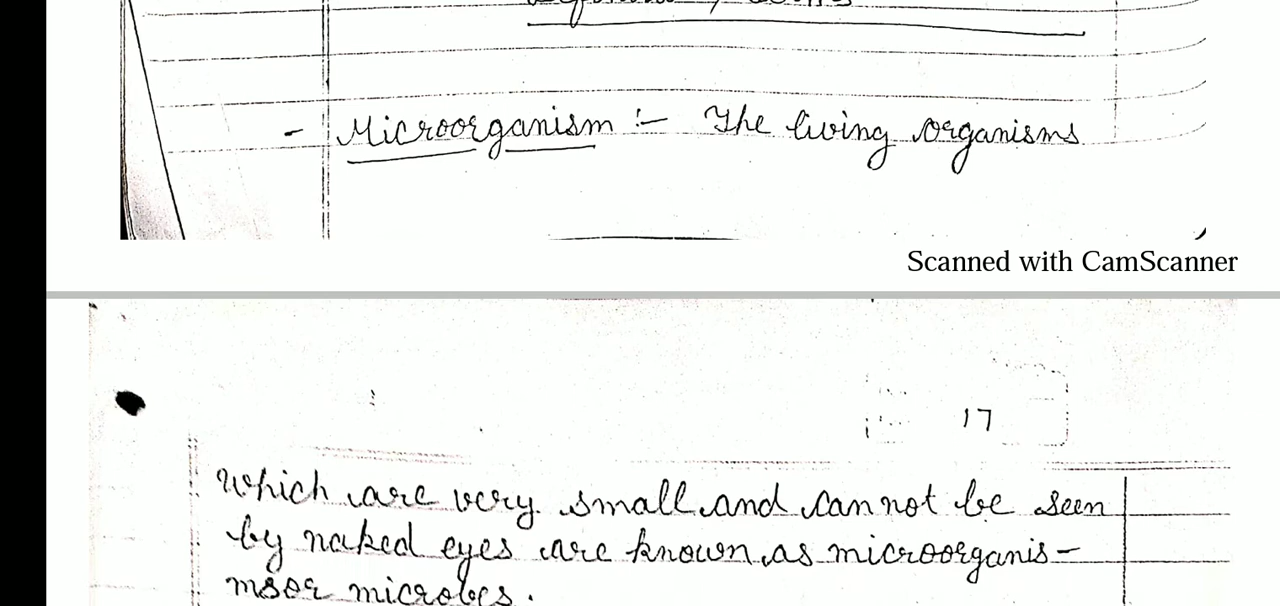 - Microorganism :- The living organisms
Scanned with CamScanner
17
which are very small and can not be seen
by naked eyes are known as microorganis-
msor microbes.